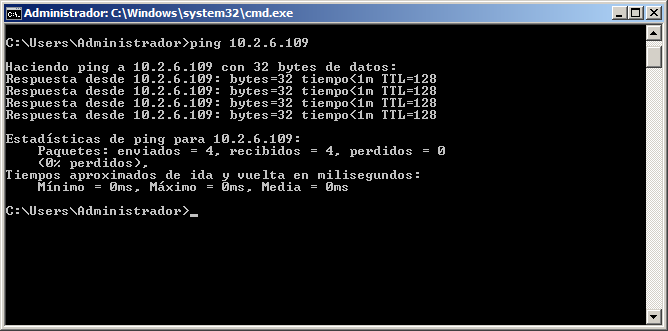 Administrador: C:\Windows\system32\cmd.exe
C:\Users\Administrador>ping 10.2.6.109
Haciendo ping a 10.2.6.109 con 32 bytes de datos:
Respuesta desde 10.2.6.109: bytes=32 tiempo<1m TTL=128
Respuesta desde 10.2.6.109: bytes=32 tiempo<1m TTL=128
Respuesta desde 10.2.6.109: bytes=32 tiempo<1m TTL=128
Respuesta desde 10.2.6.109: bytes=32 tiempo<1m TTL=128
Estadísticas de ping para 10.2.6.109:
    Paquetes: enviados = 4, recibidos = 4, perdidos = 0
    (0% perdidos),
Tiempos aproximados de ida y vuelta en milisegundos:
    Mínimo = 0ms, Máximo = 0ms, Media = 0ms
C:\Users\Administrador>_